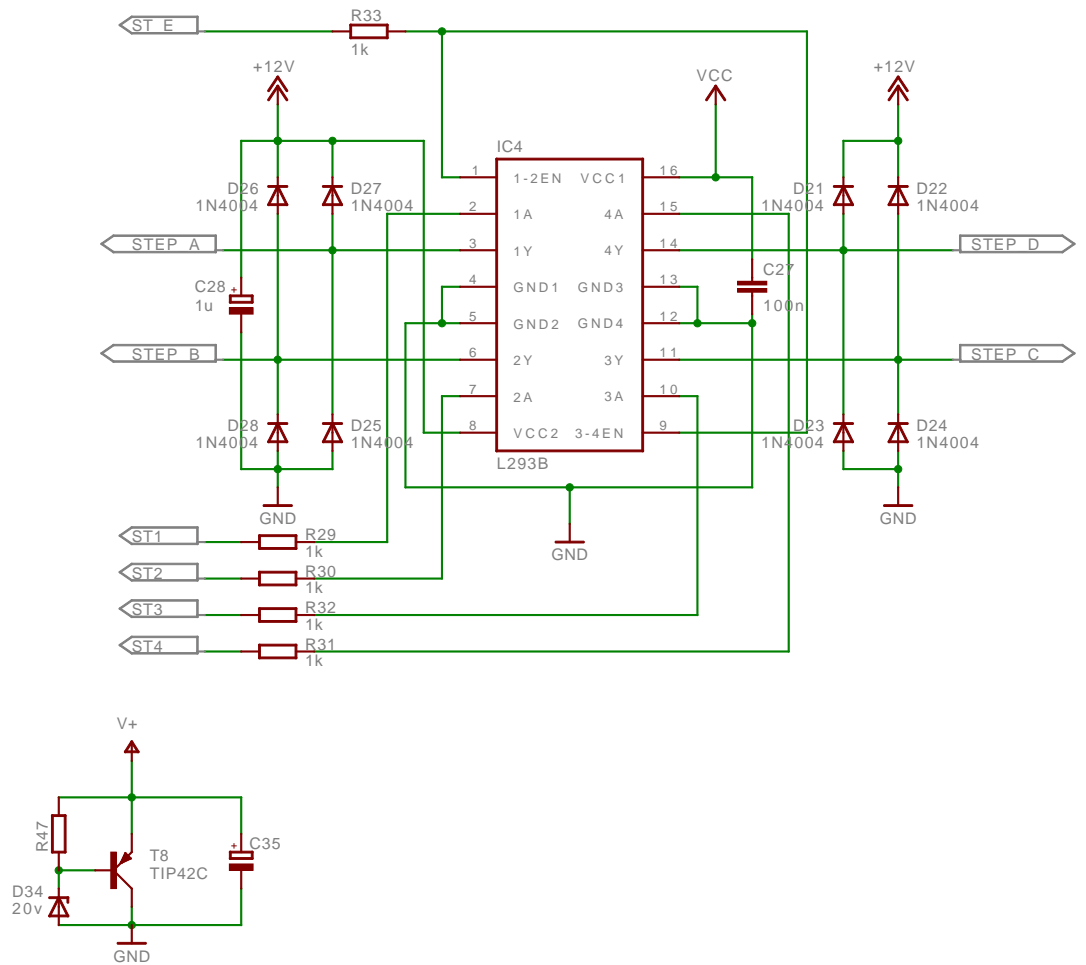 R33
ST E
1k
+12V
VCC
+12V
IC4
1 1-2EN VCC1 16
D26
1N4004
D27
1N4004
D21
1N4004
D22
1N4004
2 1A 4A 15
STEP A
3 1Y 4Y 14
STEP D
C28
1u
4 GND1 GND3 13
C27
100n
5 GND2 GND4 12
STEP B
6 2Y 3Y 11
STEP C
7 2A 3A 10
D28
1N4004
D25
1N4004
8 VCC2 3-4EN 9
D23
1N4004
D24
1N4004
L293B
GND
GND
GND
ST1
R29
1k
ST2
R30
1k
ST3
R32
1k
ST4
R31
1k
V+
R47
T8
TIP42C
C35
D34
20v
GND